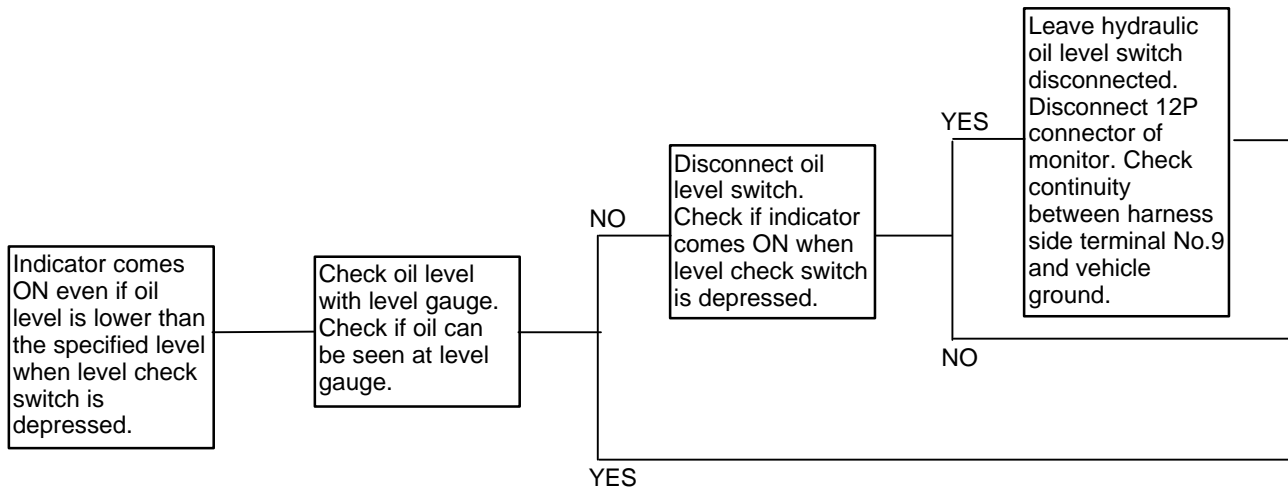 Indicator comes
ON even if oil
level is lower than
the specified level
when level check
switch is
depressed.
Check oil level
with level gauge.
Check if oil can
be seen at level
gauge.
NO
YES
Disconnect oil
level switch.
Check if indicator
comes ON when
level check switch
is depressed.
YES
NO
Leave hydraulic
oil level switch
disconnected.
Disconnect 12P
connector of
monitor. Check
continuity
between harness
side terminal No.9
and vehicle
ground.